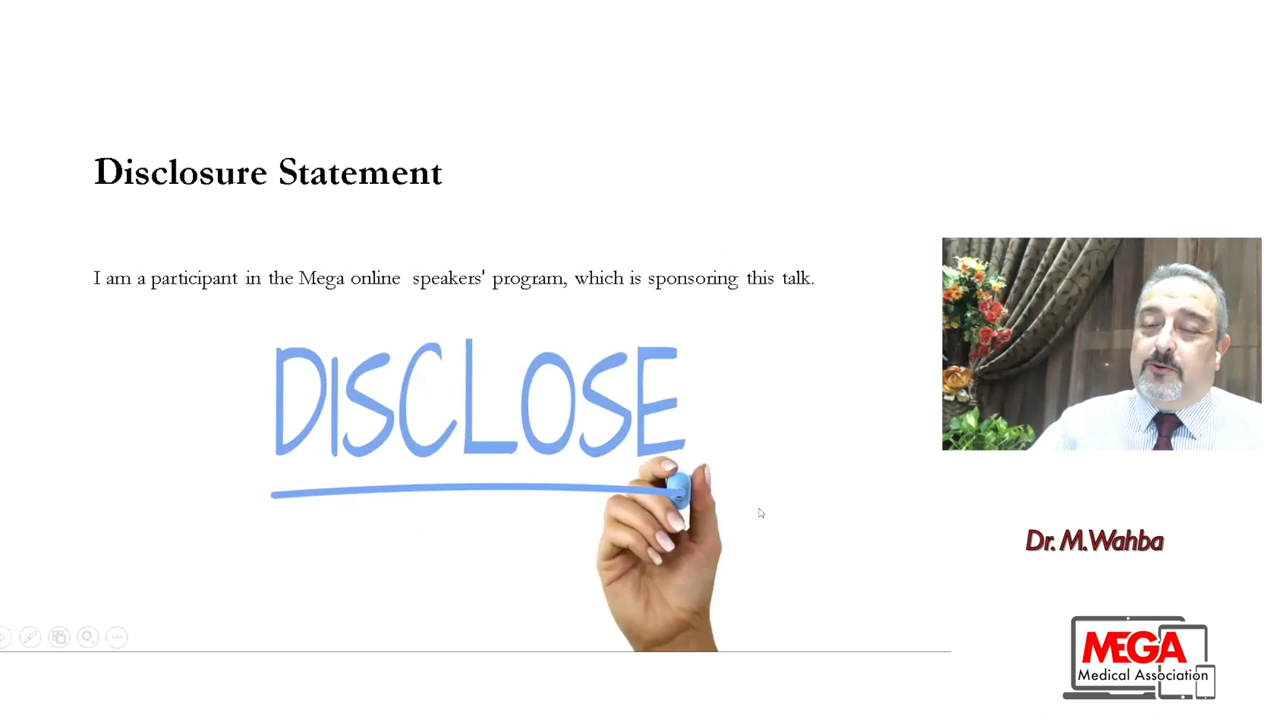 Disclosure Statement
I am a participant in the Mega online speakers' program, which is sponsoring this talk.
DISCLOSE
Dr. M.Wahba
MEGA
Medical Association